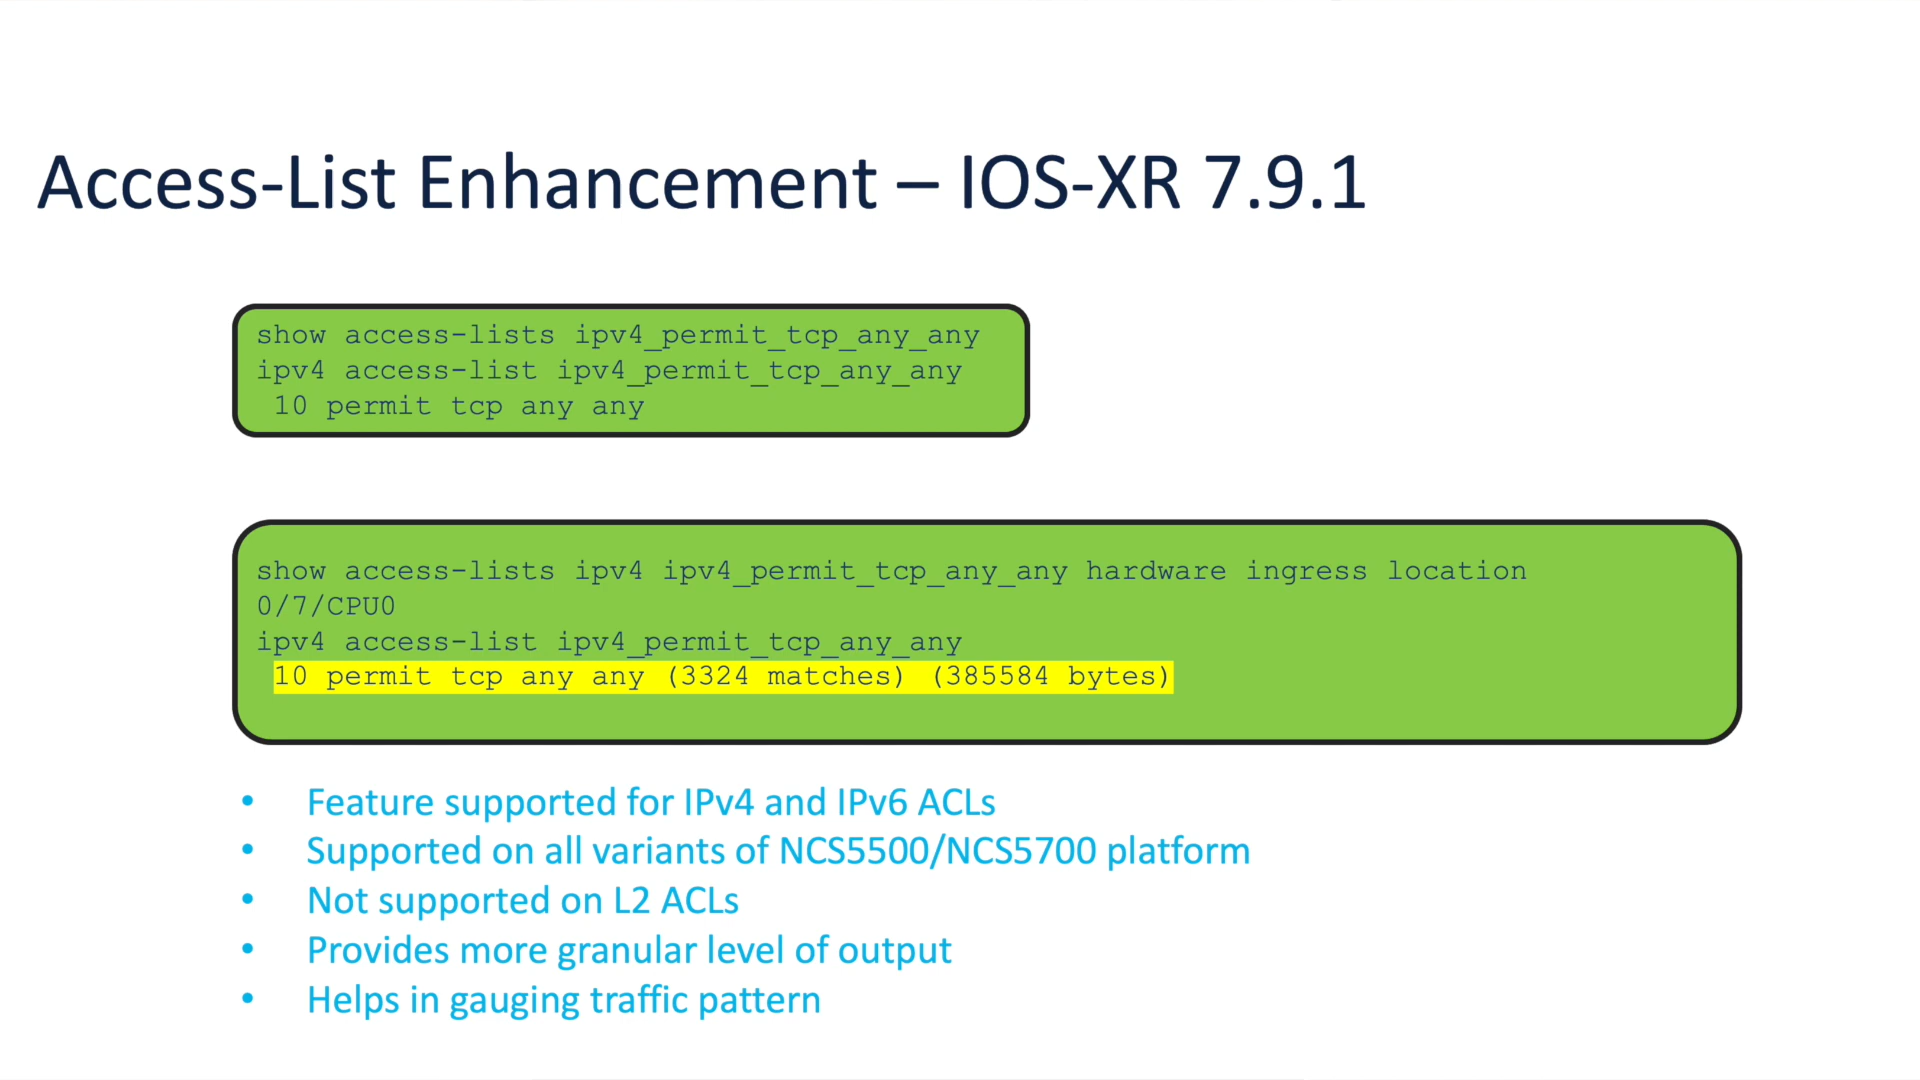 Access-List Enhancement – IOS-XR 7.9.1
show access-lists ipv4_permit_tcp_any_any
ipv4 access-list ipv4_permit_tcp_any_any
10 permit tcp any any
show access-lists ipv4 ipv4_permit_tcp_any_any hardware ingress location
0/7/CPU0
ipv4 access-list ipv4_permit_tcp_any_any
10 permit tcp any any (3324 matches) (385584 bytes)
• Feature supported for IPv4 and IPv6 ACLs
• Supported on all variants of NCS5500/NCS5700 platform
• Not supported on L2 ACLs
• Provides more granular level of output
• Helps in gauging traffic pattern